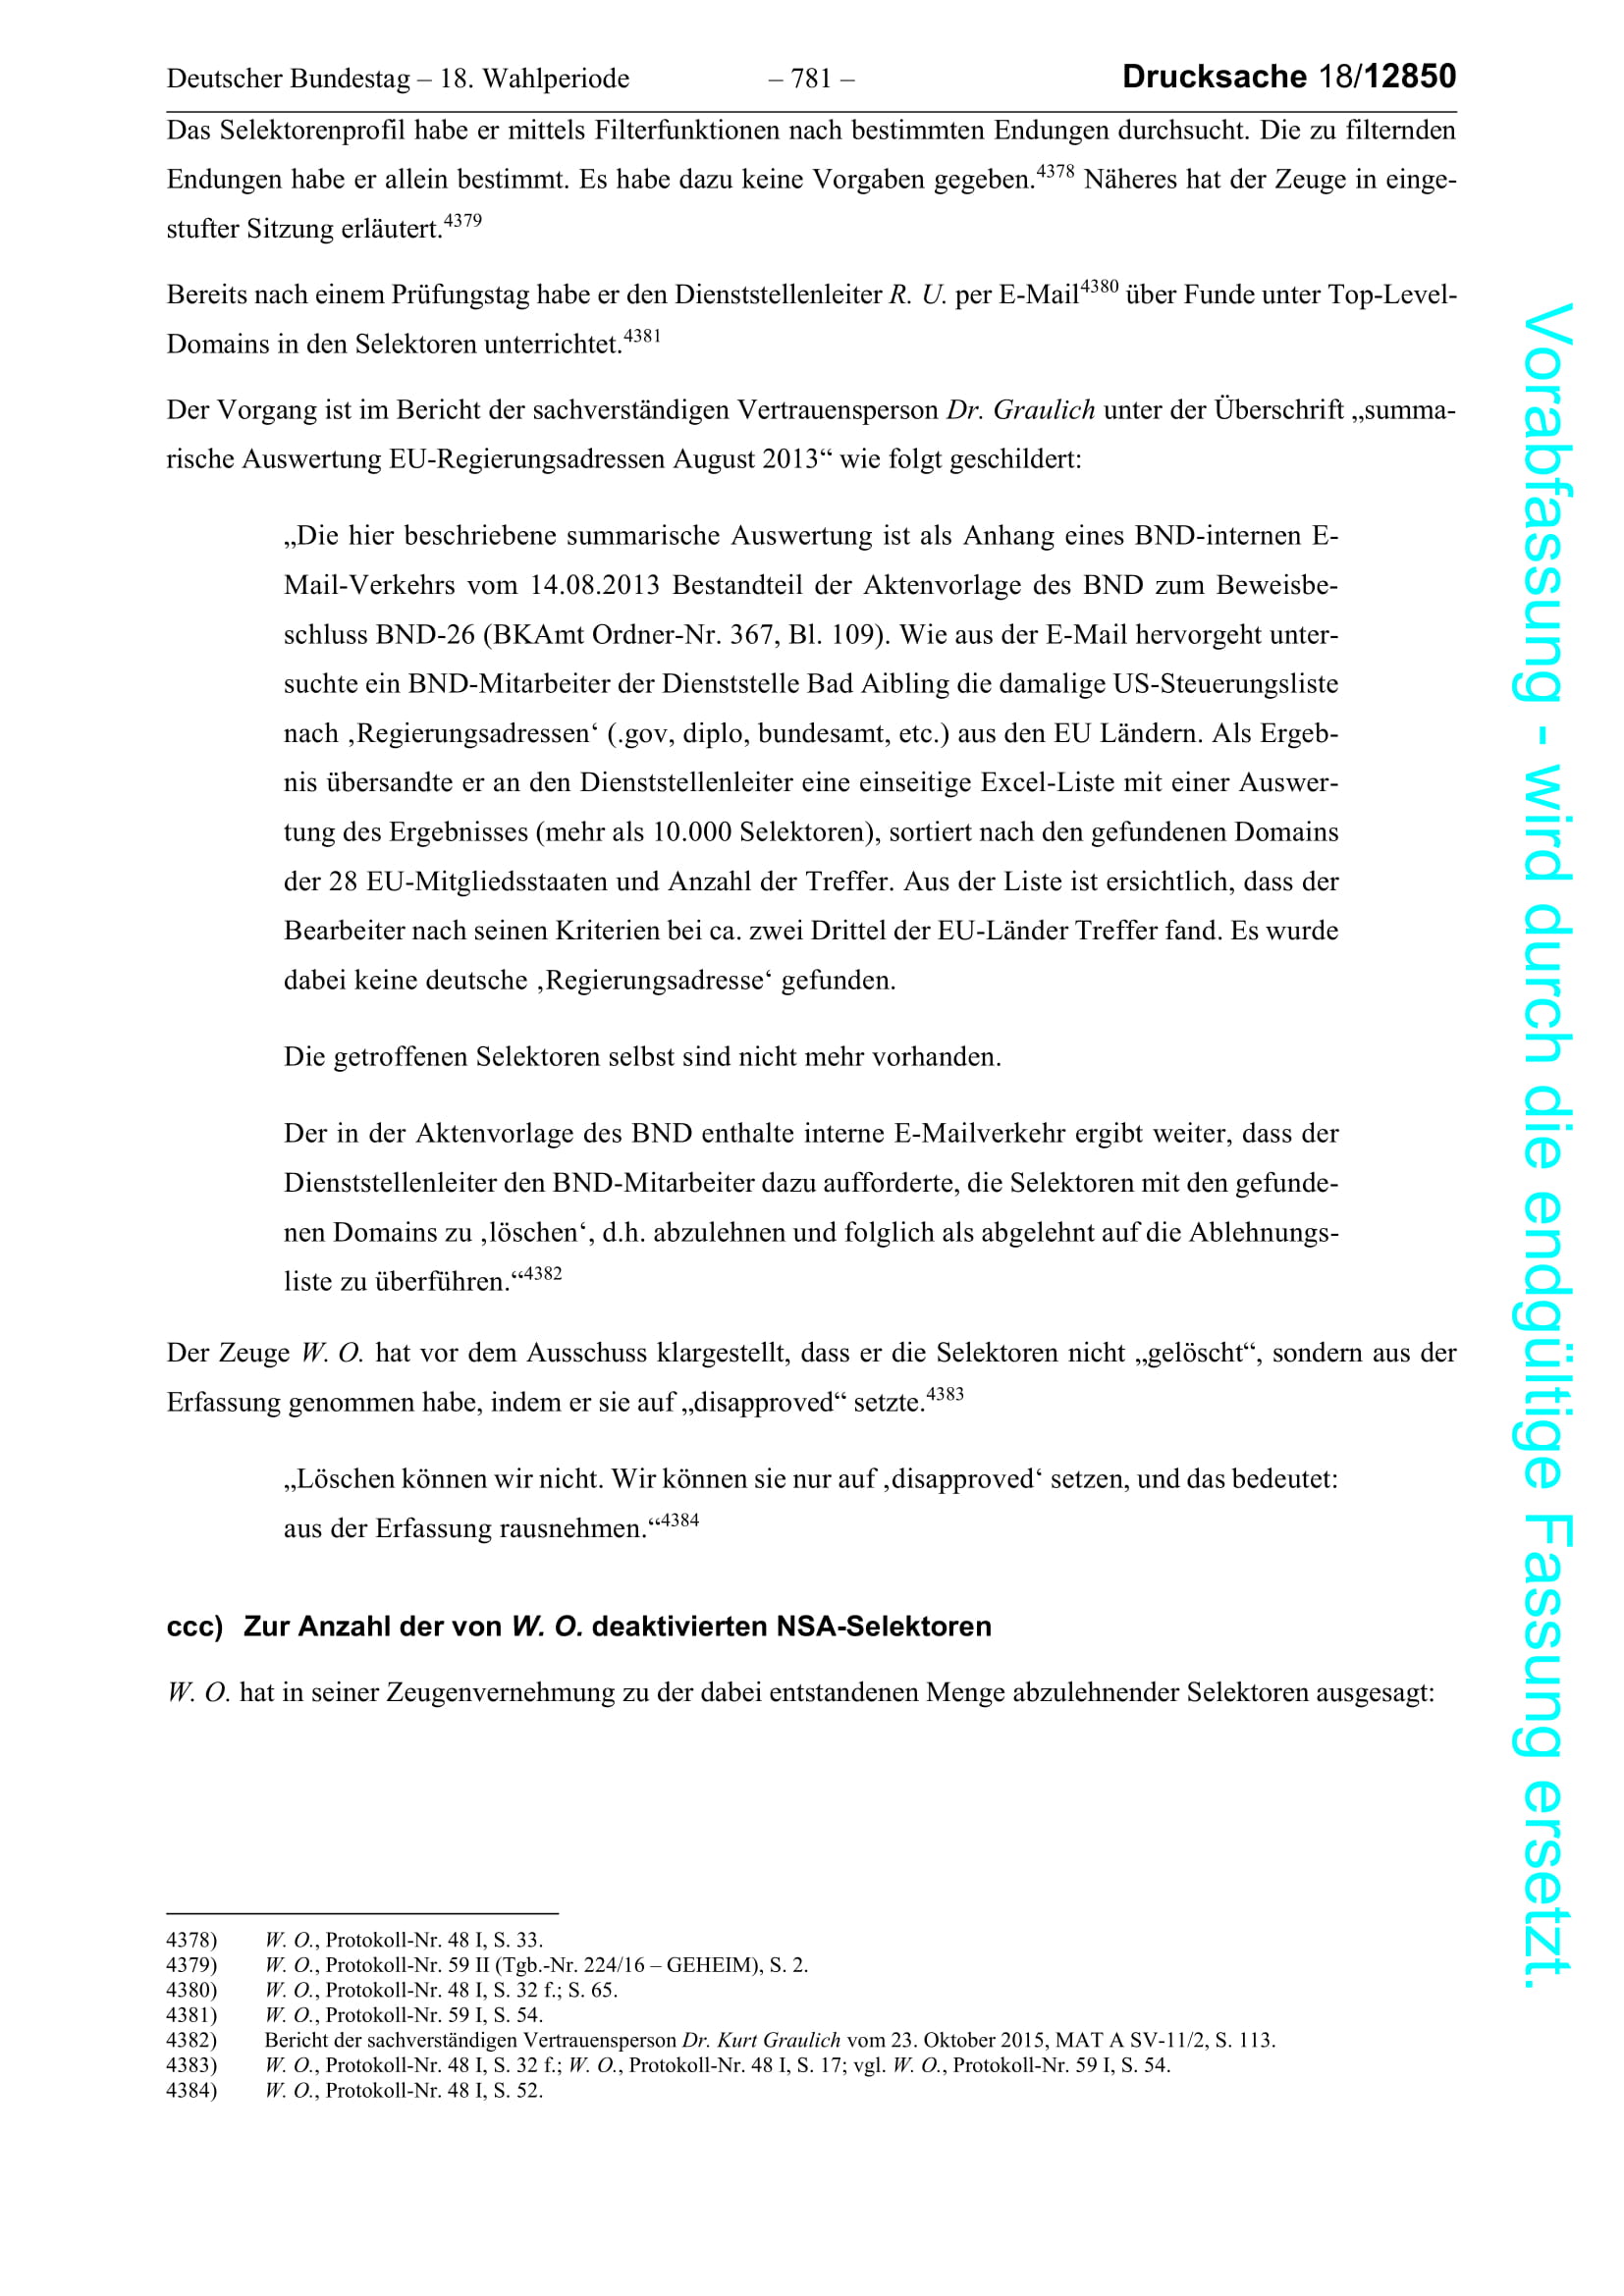 Deutscher Bundestag – 18. Wahlperiode – 781 – Drucksache 18/12850
Das Selektorenprofil habe er mittels Filterfunktionen nach bestimmten Endungen durchsucht. Die zu filternden
Endungen habe er allein bestimmt. Es habe dazu keine Vorgaben gegeben.4378 Näheres hat der Zeuge in einge-
stufter Sitzung erläutert.4379
Bereits nach einem Prüfungstag habe er den Dienststellenleiter R. U. per E-Mail4380 über Funde unter Top-Level-
Domains in den Selektoren unterrichtet.4381
Der Vorgang ist im Bericht der sachverständigen Vertrauensperson Dr. Graulich unter der Überschrift „summa-
rische Auswertung EU-Regierungsadressen August 2013“ wie folgt geschildert:
„Die hier beschriebene summarische Auswertung ist als Anhang eines BND-internen E-
Mail-Verkehrs vom 14.08.2013 Bestandteil der Aktenvorlage des BND zum Beweisbe-
schluss BND-26 (BKAmt Ordner-Nr. 367, Bl. 109). Wie aus der E-Mail hervorgeht unter-
suchte ein BND-Mitarbeiter der Dienststelle Bad Aibling die damalige US-Steuerungsliste
nach ‚Regierungsadressen‘ (.gov, diplo, bundesamt, etc.) aus den EU Ländern. Als Ergeb-
nis übersandte er an den Dienststellenleiter eine einseitige Excel-Liste mit einer Auswer-
tung des Ergebnisses (mehr als 10.000 Selektoren), sortiert nach den gefundenen Domains
der 28 EU-Mitgliedsstaaten und Anzahl der Treffer. Aus der Liste ist ersichtlich, dass der
Bearbeiter nach seinen Kriterien bei ca. zwei Drittel der EU-Länder Treffer fand. Es wurde
dabei keine deutsche ‚Regierungsadresse‘ gefunden.
Die getroffenen Selektoren selbst sind nicht mehr vorhanden.
Der in der Aktenvorlage des BND enthalte interne E-Mailverkehr ergibt weiter, dass der
Dienststellenleiter den BND-Mitarbeiter dazu aufforderte, die Selektoren mit den gefunde-
nen Domains zu ‚löschen‘, d.h. abzulehnen und folglich als abgelehnt auf die Ablehnungs-
liste zu überführen.“4382
Der Zeuge W. O. hat vor dem Ausschuss klargestellt, dass er die Selektoren nicht „gelöscht“, sondern aus der
Erfassung genommen habe, indem er sie auf „disapproved“ setzte.4383
„Löschen können wir nicht. Wir können sie nur auf ‚disapproved‘ setzen, und das bedeutet:
aus der Erfassung rausnehmen.“4384
ccc) Zur Anzahl der von W. O. deaktivierten NSA-Selektoren
W. O. hat in seiner Zeugenvernehmung zu der dabei entstandenen Menge abzulehnender Selektoren ausgesagt:
4378) W. O., Protokoll-Nr. 48 I, S. 33.
4379) W. O., Protokoll-Nr. 59 II (Tgb.-Nr. 224/16 – GEHEIM), S. 2.
4380) W. O., Protokoll-Nr. 48 I, S. 32 f.; S. 65.
4381) W. O., Protokoll-Nr. 59 I, S. 54.
4382) Bericht der sachverständigen Vertrauensperson Dr. Kurt Graulich vom 23. Oktober 2015, MAT A SV-11/2, S. 113.
4383) W. O., Protokoll-Nr. 48 I, S. 32 f.; W. O., Protokoll-Nr. 48 I, S. 17; vgl. W. O., Protokoll-Nr. 59 I, S. 54.
4384) W. O., Protokoll-Nr. 48 I, S. 52.
Vorabfassung - wird durch die endgültige Fassung ersetzt.